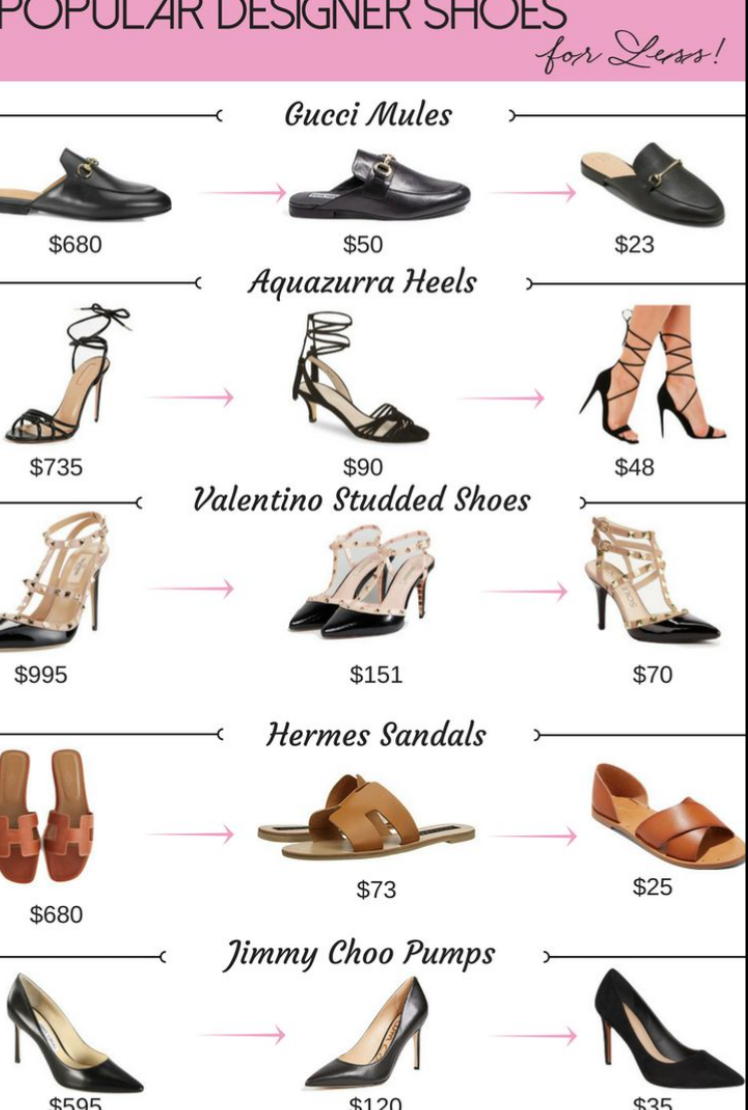 POPULAR DESIGNER SHOES
for Less!
Gucci Mules
$680 $50 $23
Aquazurra Heels
$735 $90 $48
Valentino Studded Shoes
$995 $151 $70
Hermes Sandals
$73 $25
$680
Jimmy Choo Pumps
$595 $120 $35